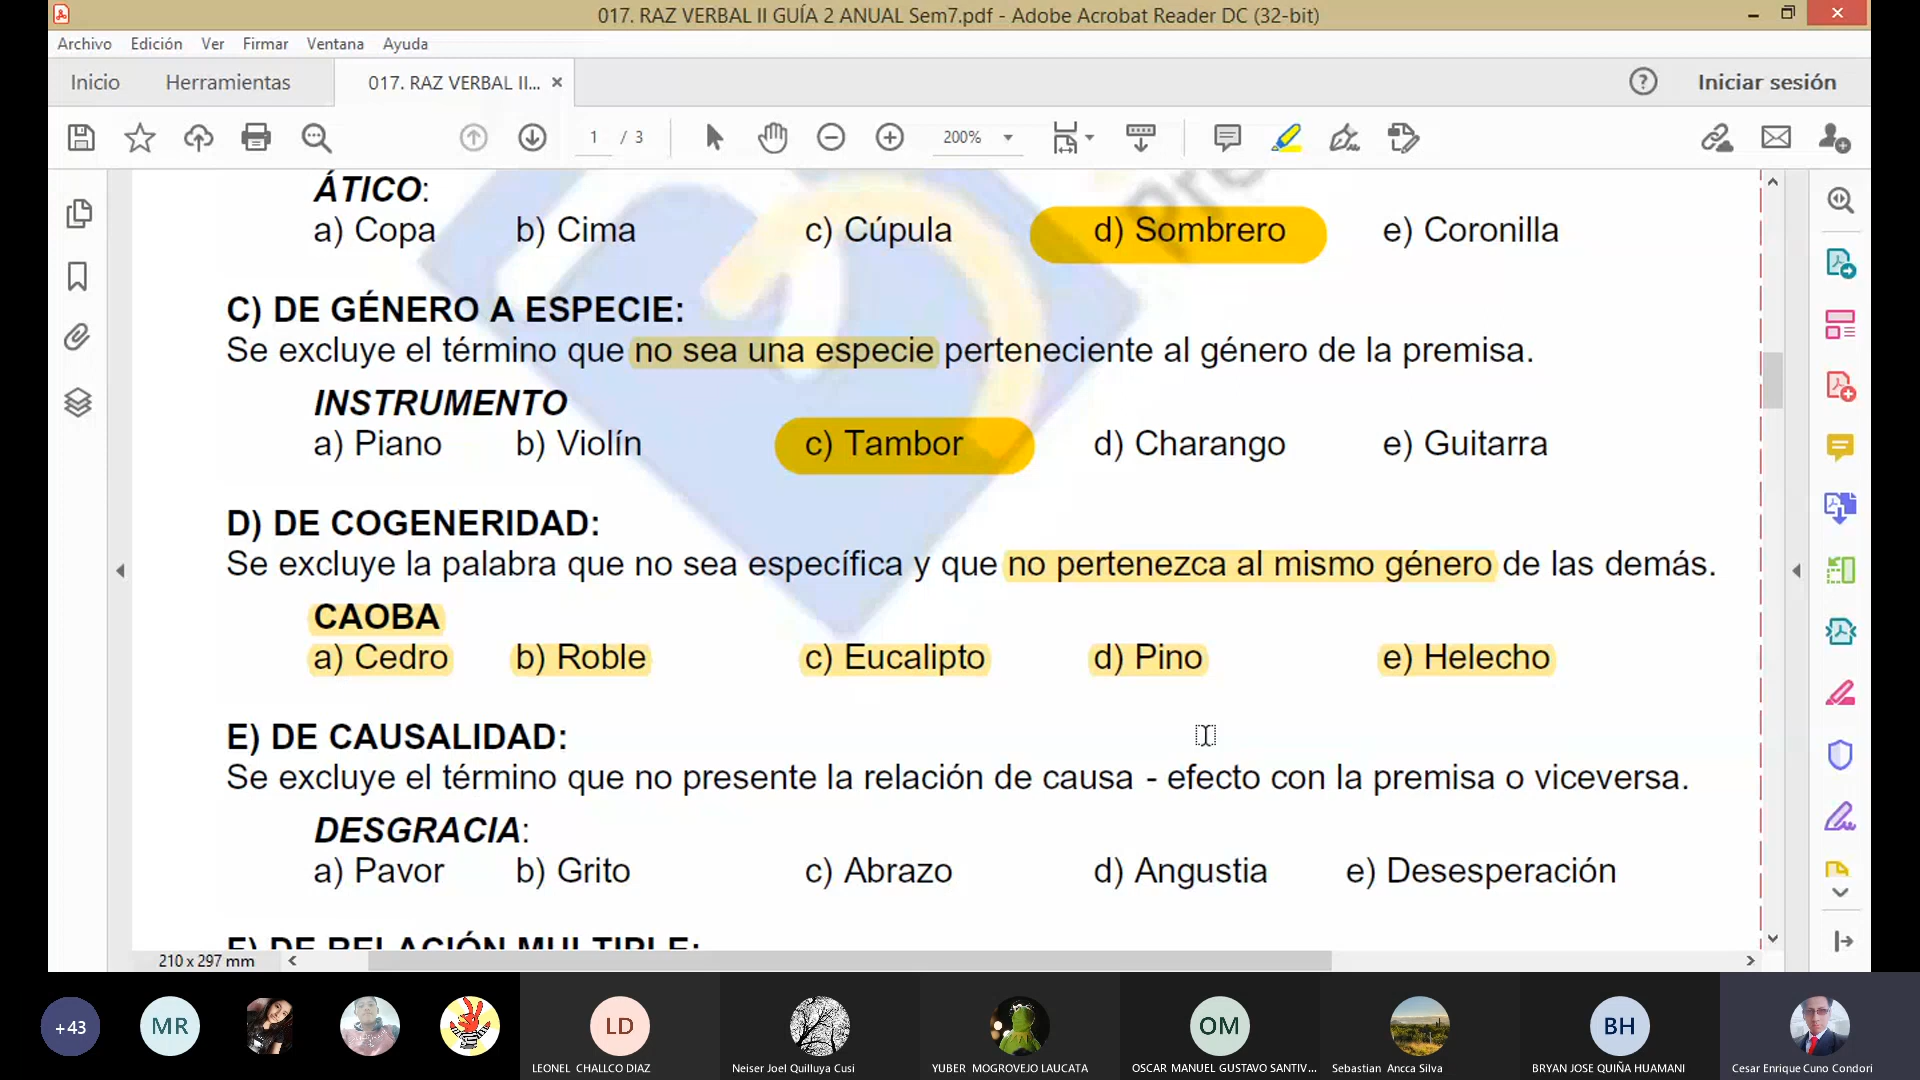 017. RAZ VERBAL II GUÍA 2 ANUAL Sem7.pdf - Adobe Acrobat Reader DC (32-bit)
Archivo Edición Ver Firmar Ventana Ayuda
Inicio Herramientas 017. RAZ VERBAL II... × Iniciar sesión
1 / 3 200%
ÁTICO:
a) Copa b) Cima c) Cúpula d) Sombrero e) Coronilla
C) DE GÉNERO A ESPECIE:
Se excluye el término que no sea una especie perteneciente al género de la premisa.
INSTRUMENTO
a) Piano b) Violín c) Tambor d) Charango e) Guitarra
D) DE COGENERIDAD:
Se excluye la palabra que no sea específica y que no pertenezca al mismo género de las demás.
CAOBA
a) Cedro b) Roble c) Eucalipto d) Pino e) Helecho
E) DE CAUSALIDAD:
Se excluye el término que no presente la relación de causa - efecto con la premisa o viceversa.
DESGRACIA:
a) Pavor b) Grito c) Abrazo d) Angustia e) Desesperación
F) DE RELACIÓN MULTIPLE:
210 x 297 mm
+43 MR LD OM BH
LEONEL CHALLCO DIAZ Neiser Joel Quilluya Cusi YUBER MOGROVEJO LAUCATA OSCAR MANUEL GUSTAVO SANTIV... Sebastian Ancca Silva BRYAN JOSE QUIÑA HUAMANI Cesar Enrique Cuno Condori